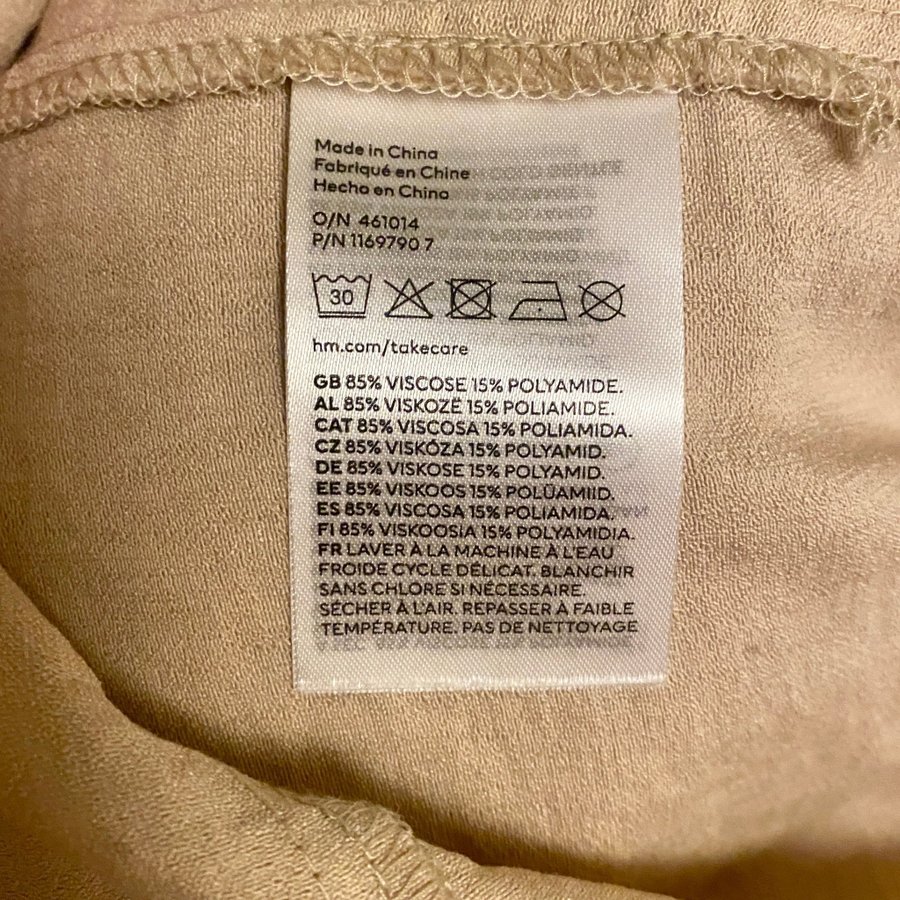 Made in China
Fabriqué en Chine
Hecho en China
O/N 461014
P/N 1169790 7
30
hm.com/takecare
GB 85% VISCOSE 15% POLYAMIDE.
AL 85% VISKOZË 15% POLIAMIDE.
CAT 85% VISCOSA 15% POLIAMIDA.
CZ 85% VISKÓZA 15% POLYAMID.
DE 85% VISKOSE 15% POLYAMID.
EE 85% VISKOOS 15% POLÜAMIID.
ES 85% VISCOSA 15% POLIAMIDA.
FI 85% VISKOOSIA 15% POLYAMIDIA.
FR LAVER À LA MACHINE À L'EAU
FROIDE CYCLE DÉLICAT. BLANCHIR
SANS CHLORE SI NÉCESSAIRE.
SÉCHER À L'AIR. REPASSER À FAIBLE
TEMPÉRATURE. PAS DE NETTOYAGE